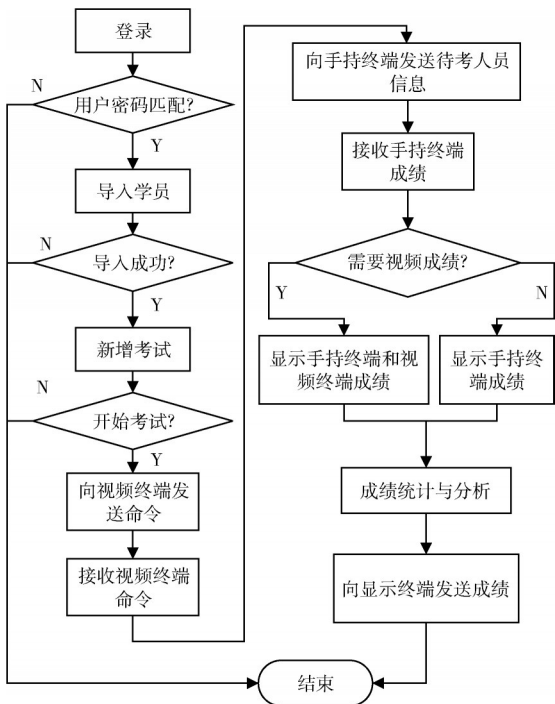 登录
N
用户密码匹配?
Y
导入学员
N
导入成功?
Y
新增考试
N
开始考试?
Y
向视频终端发
送命令
接收视频终端
命令
向手持终端发送待考人员
信息
接收手持终端
成绩
需要视频成绩?
Y
N
显示手持终端和视
频终端成绩
显示手持终
端成绩
成绩统计与分析
向显示终端发送成绩
结束